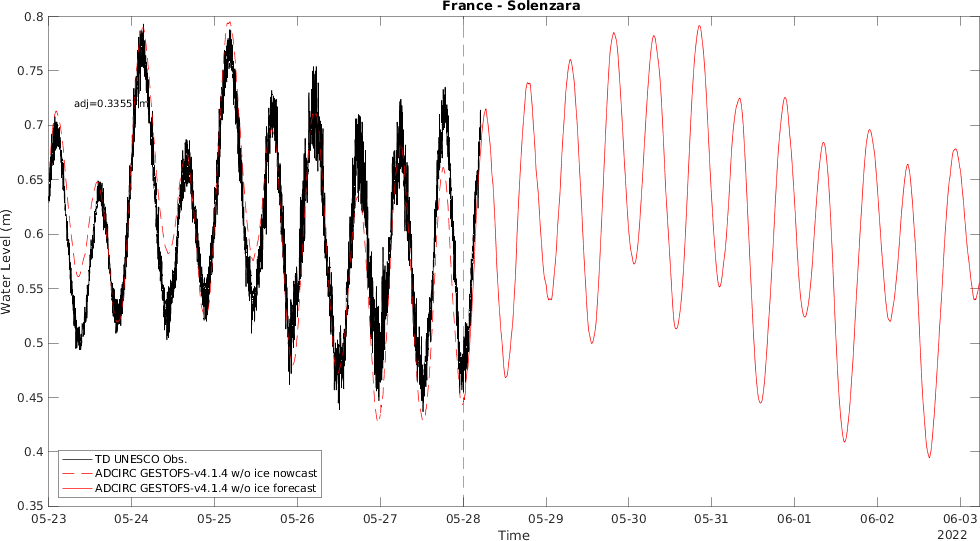 France - Solenzara
0.8
0.75
0.7
0.65
0.6
0.55
0.5
0.45
0.4
0.35
Water Level (m)
adj=0.3355 m
TD UNESCO Obs.
ADCIRC GESTOFS-v4.1.4 w/o ice nowcast
ADCIRC GESTOFS-v4.1.4 w/o ice forecast
05-23 05-24 05-25 05-26 05-27 05-28 05-29 05-30 05-31 06-01 06-02 06-03
Time
2022